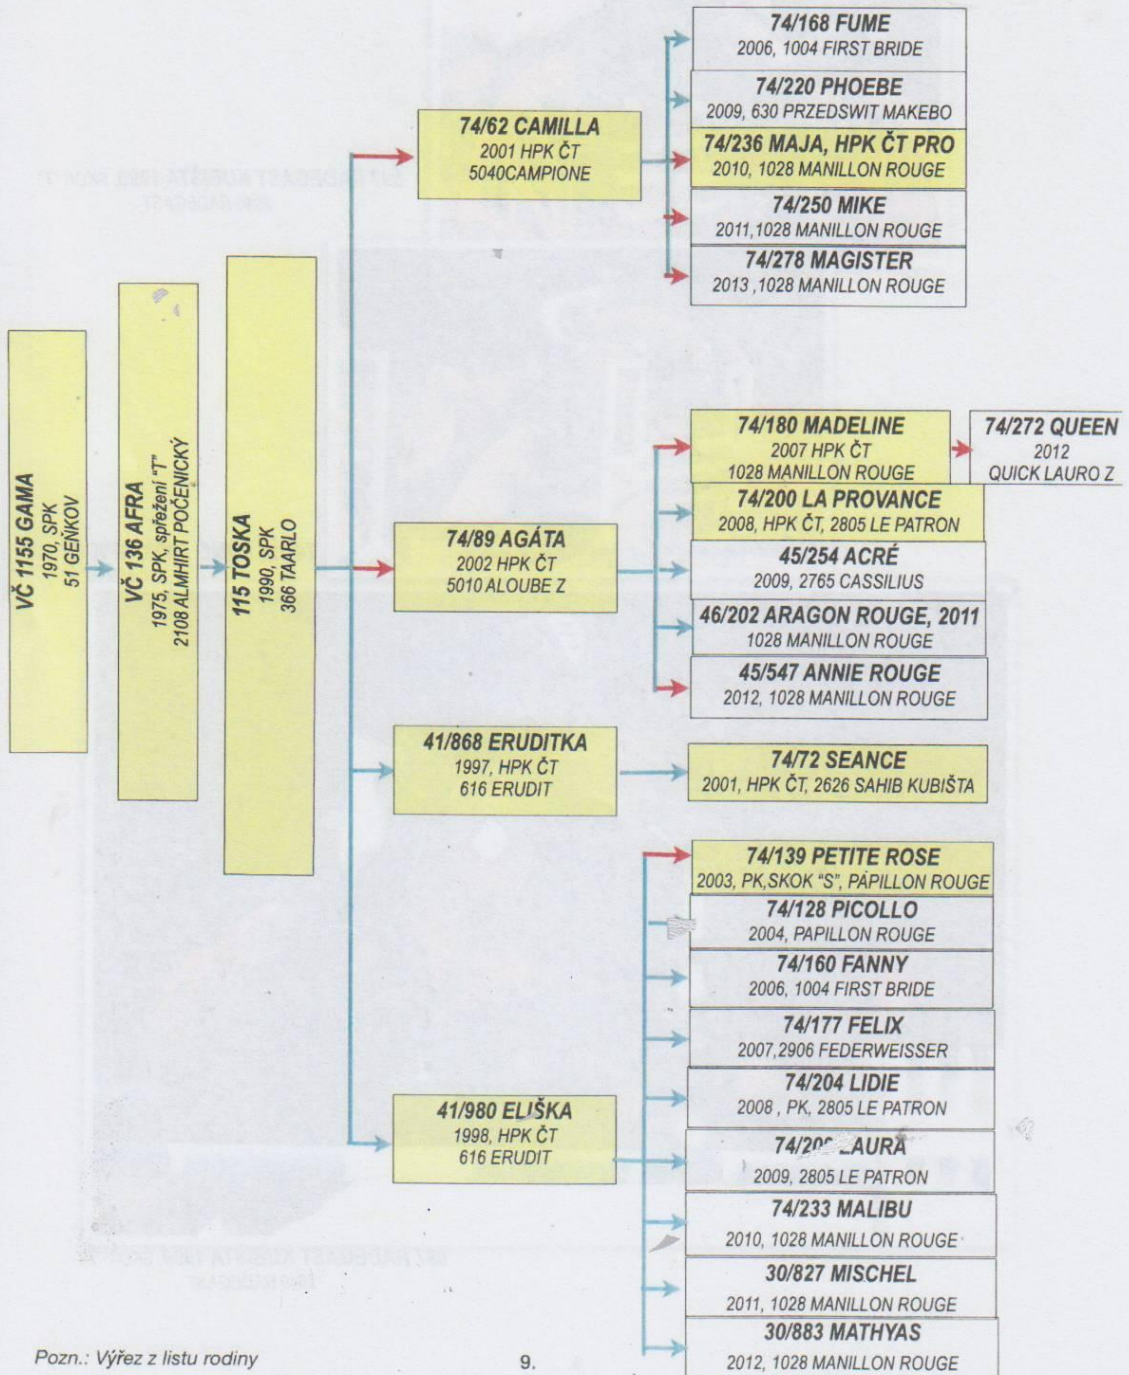 VČ 1155 GAMA
1970, SPK
51 GEŇKOV
VČ 136 AFRA
1975, SPK, spřežení "T"
2108 ALMHIRT POČENICKÝ
115 TOSKA
1990, SPK
366 TAARLO
74/62 CAMILLA
2001 HPK ČT
5040CAMPIONE
74/168 FUME
2006, 1004 FIRST BRIDE
74/220 PHOEBE
2009, 630 PRZEDSWIT MAKEBO
74/236 MAJA, HPK ČT PRO
2010, 1028 MANILLON ROUGE
74/250 MIKE
2011,1028 MANILLON ROUGE
74/278 MAGISTER
2013 ,1028 MANILLON ROUGE
74/89 AGÁTA
2002 HPK ČT
5010 ALOUBE Z
74/180 MADELINE
2007 HPK ČT
1028 MANILLON ROUGE
74/272 QUEEN
2012
QUICK LAURO Z
74/200 LA PROVANCE
2008, HPK ČT, 2805 LE PATRON
45/254 ACRÉ
2009, 2765 CASSILIUS
46/202 ARAGON ROUGE, 2011
1028 MANILLON ROUGE
45/547 ANNIE ROUGE
2012, 1028 MANILLON ROUGE
41/868 ERUDITKA
1997, HPK ČT
616 ERUDIT
74/72 SEANCE
2001, HPK ČT, 2626 SAHIB KUBIŠTA
41/980 ELIŠKA
1998, HPK ČT
616 ERUDIT
74/139 PETITE ROSE
2003, PK,SKOK "S", PAPILLON ROUGE
74/128 PICOLLO
2004, PAPILLON ROUGE
74/160 FANNY
2006, 1004 FIRST BRIDE
74/177 FELIX
2007,2906 FEDERWEISSER
74/204 LIDIE
2008 , PK, 2805 LE PATRON
LAURA
2009, 2805 LE PATRON
74/233 MALIBU
2010, 1028 MANILLON ROUGE
30/827 MISCHEL
2011, 1028 MANILLON ROUGE
30/883 MATHYAS
2012, 1028 MANILLON ROUGE
Pozn.: Výřez z listu rodiny
9.